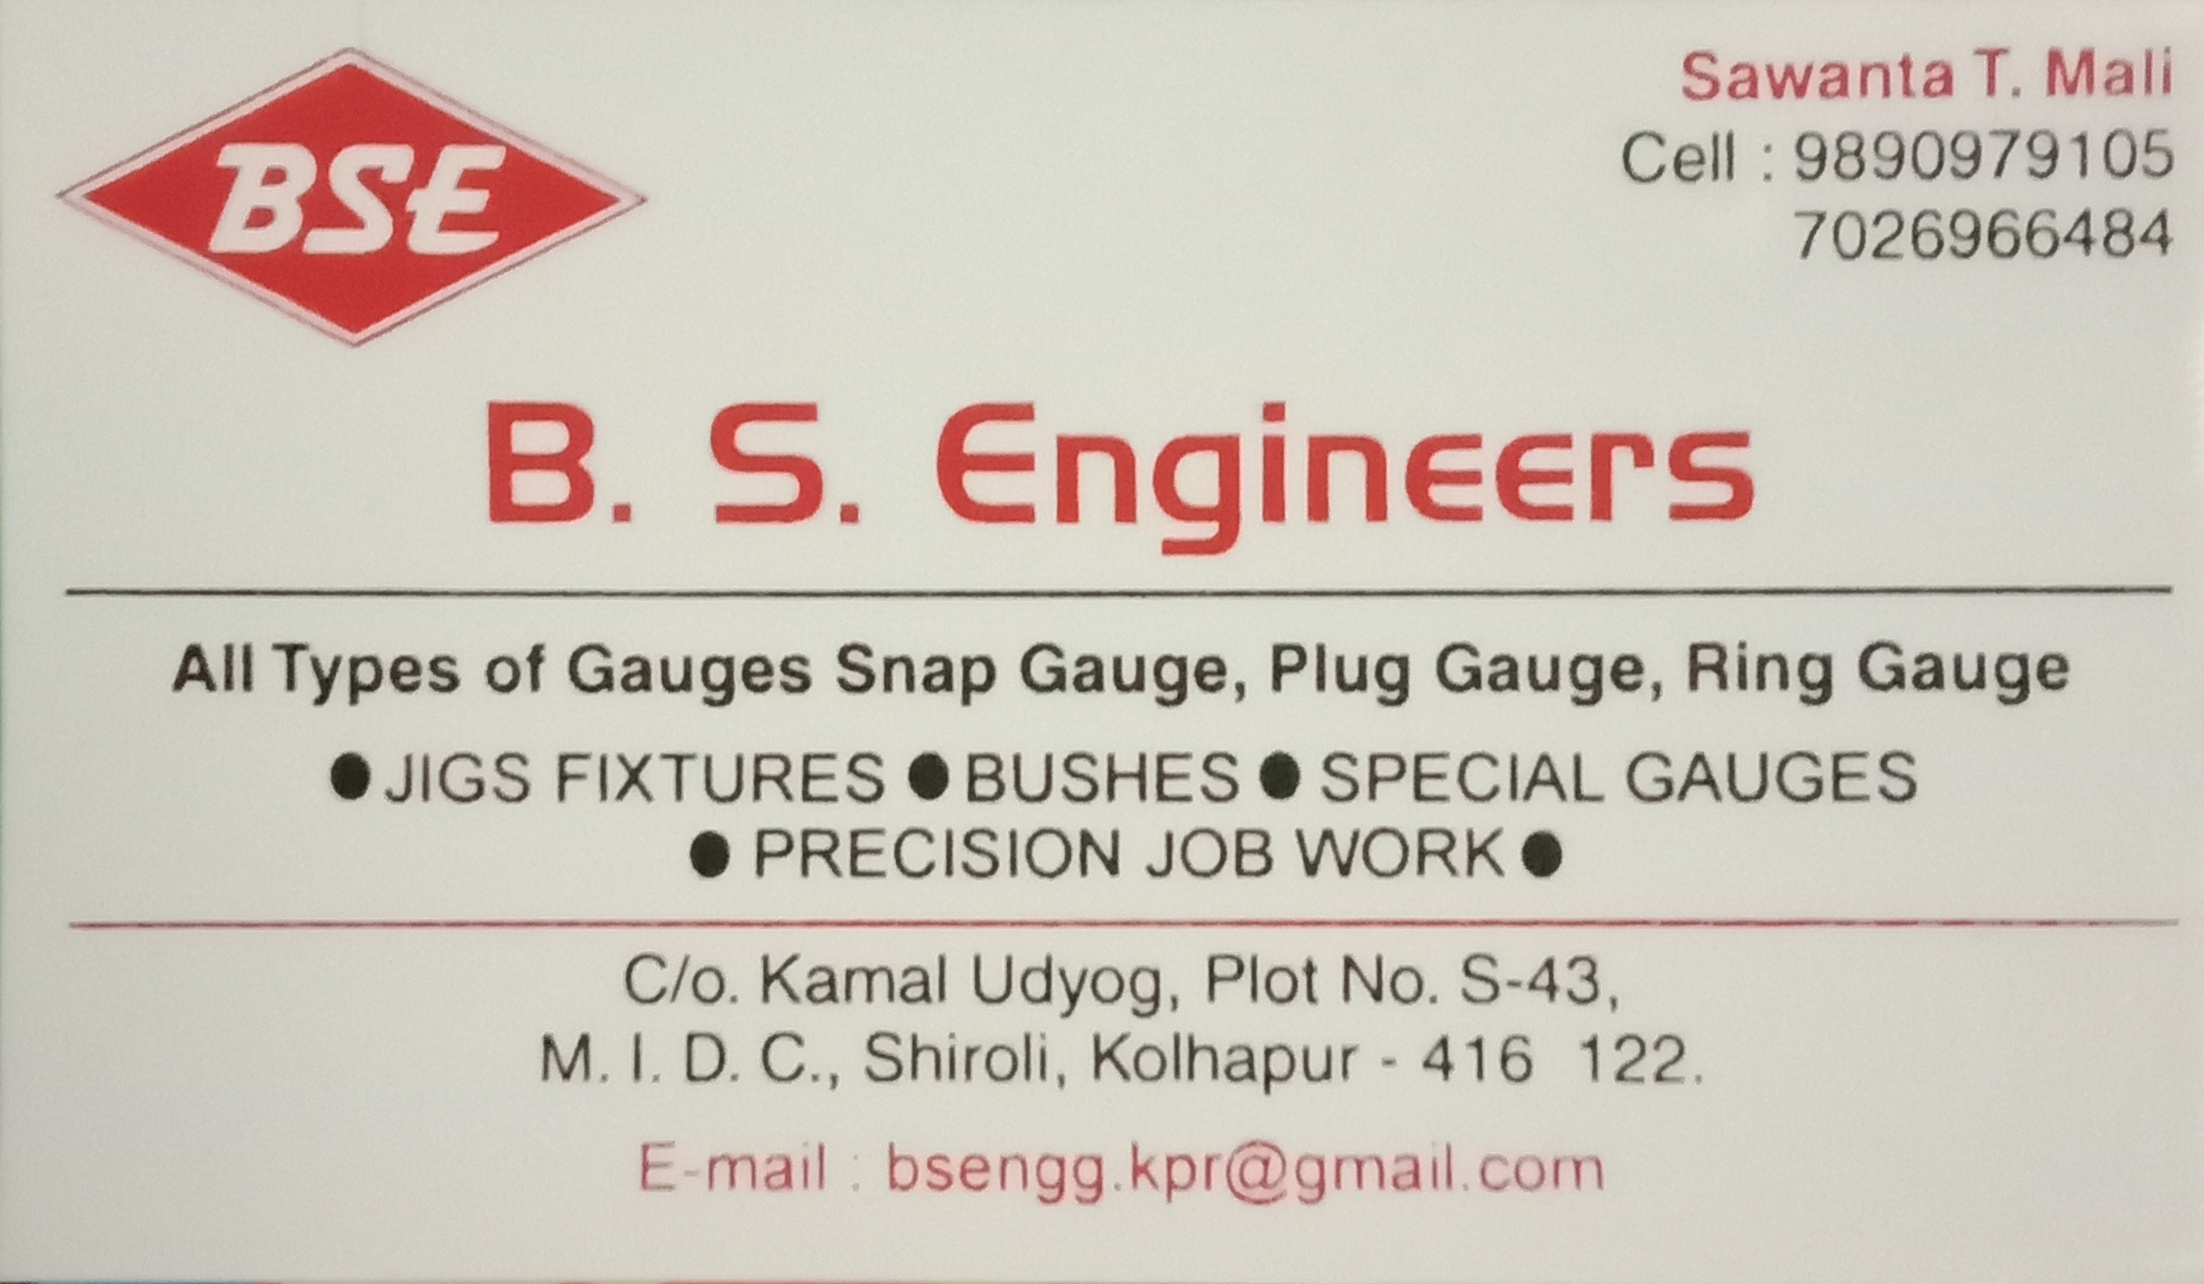 BSE
Sawanta T. Mali
Cell : 9890979105
7026966484
B. S. Engineers
All Types of Gauges Snap Gauge, Plug Gauge, Ring Gauge
● JIGS FIXTURES ● BUSHES ● SPECIAL GAUGES
● PRECISION JOB WORK ●
C/o. Kamal Udyog, Plot No. S-43,
M. I. D. C., Shiroli, Kolhapur - 416 122.
E-mail : bsengg.kpr@gmail.com